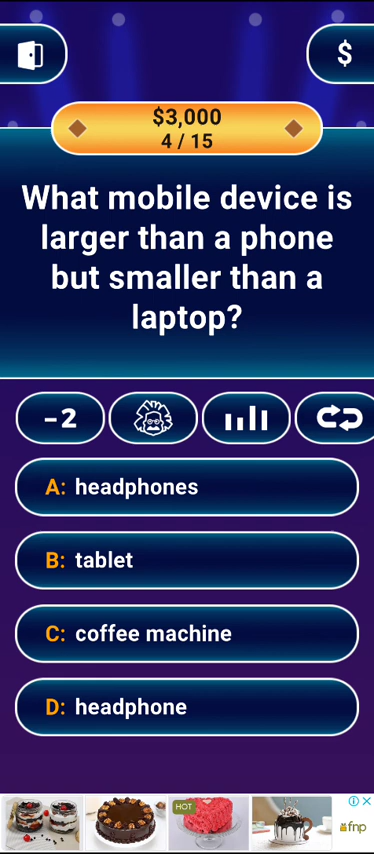 $
$3,000
4 / 15
What mobile device is
larger than a phone
but smaller than a
laptop?
-2
A: headphones
B: tablet
C: coffee machine
D: headphone
HOT
fnp